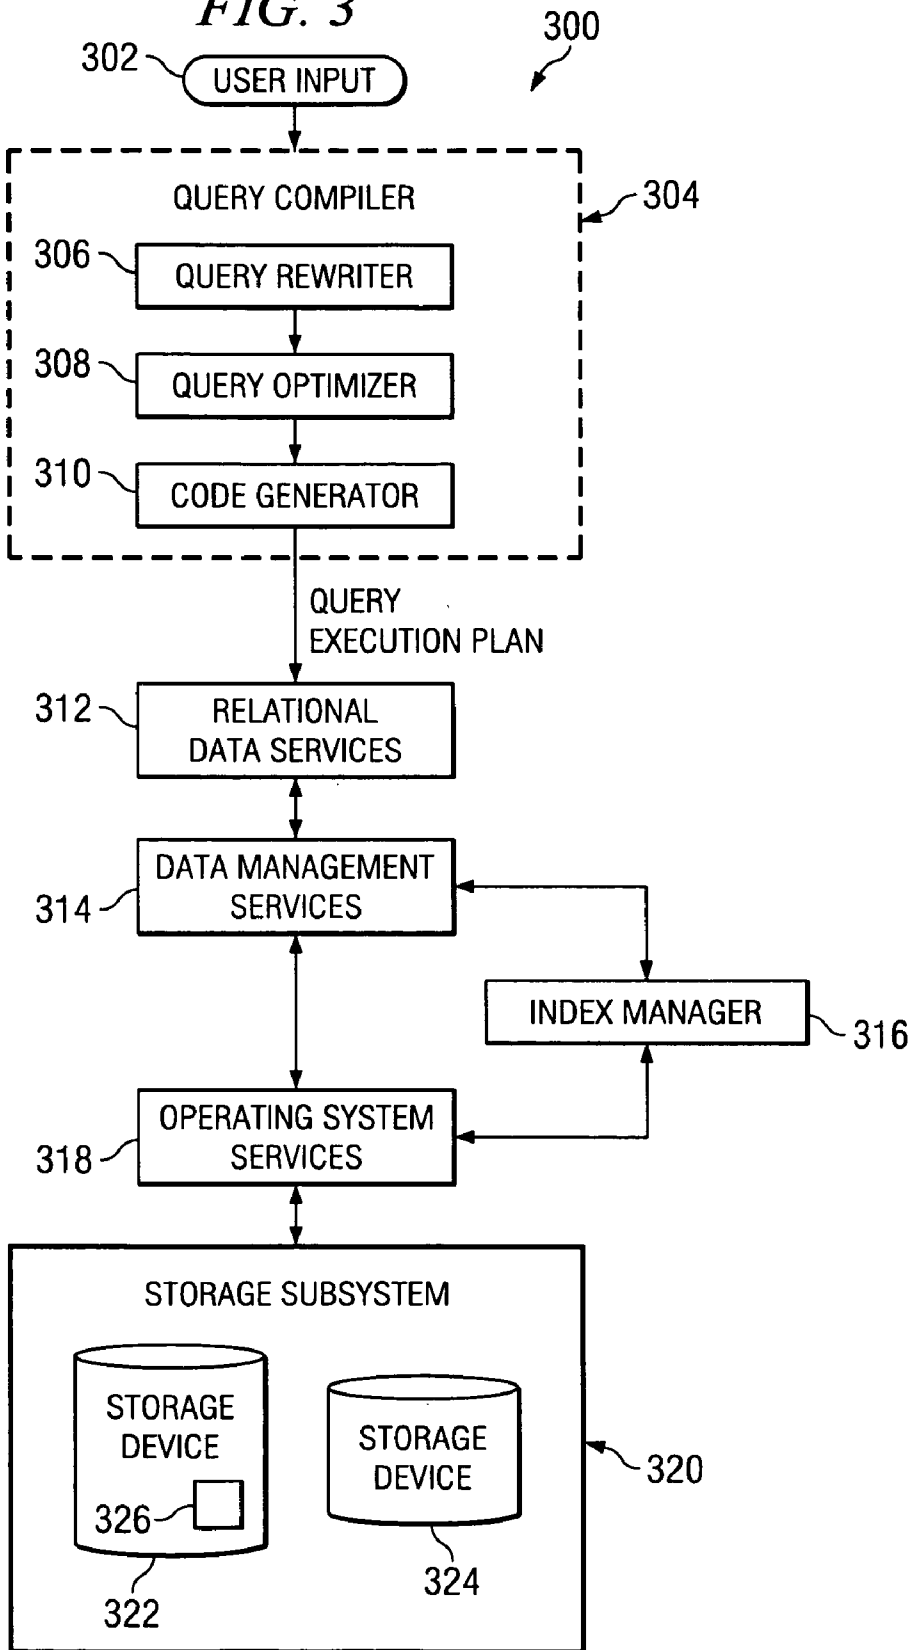 FIG. 3
300
302
USER INPUT
QUERY COMPILER
304
306
QUERY REWRITER
308
QUERY OPTIMIZER
310
CODE GENERATOR
QUERY
EXECUTION PLAN
312
RELATIONAL
DATA SERVICES
DATA MANAGEMENT
SERVICES
314
INDEX MANAGER
316
OPERATING SYSTEM
SERVICES
318
STORAGE SUBSYSTEM
STORAGE
DEVICE
STORAGE
DEVICE
320
326
322
324